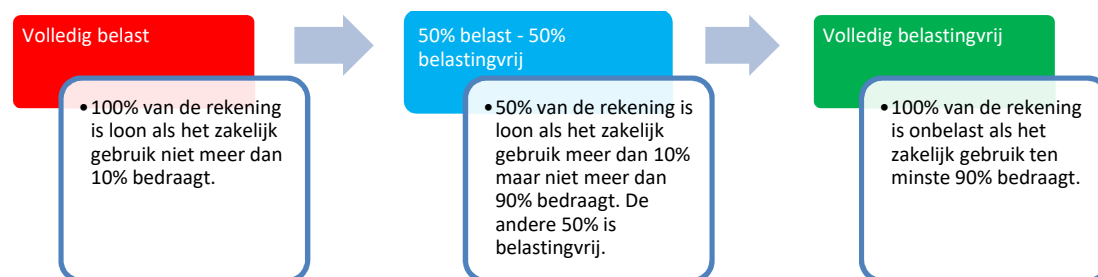 Volledig belast
•100% van de rekening
is loon als het zakelijk
gebruik niet meer dan
10% bedraagt.
50% belast - 50%
belastingvrij
•50% van de rekening is
loon als het zakelijk
gebruik meer dan 10%
maar niet meer dan
90% bedraagt. De
andere 50% is
belastingvrij.
Volledig belastingvrij
•100% van de rekening
is onbelast als het
zakelijk gebruik ten
minste 90% bedraagt.